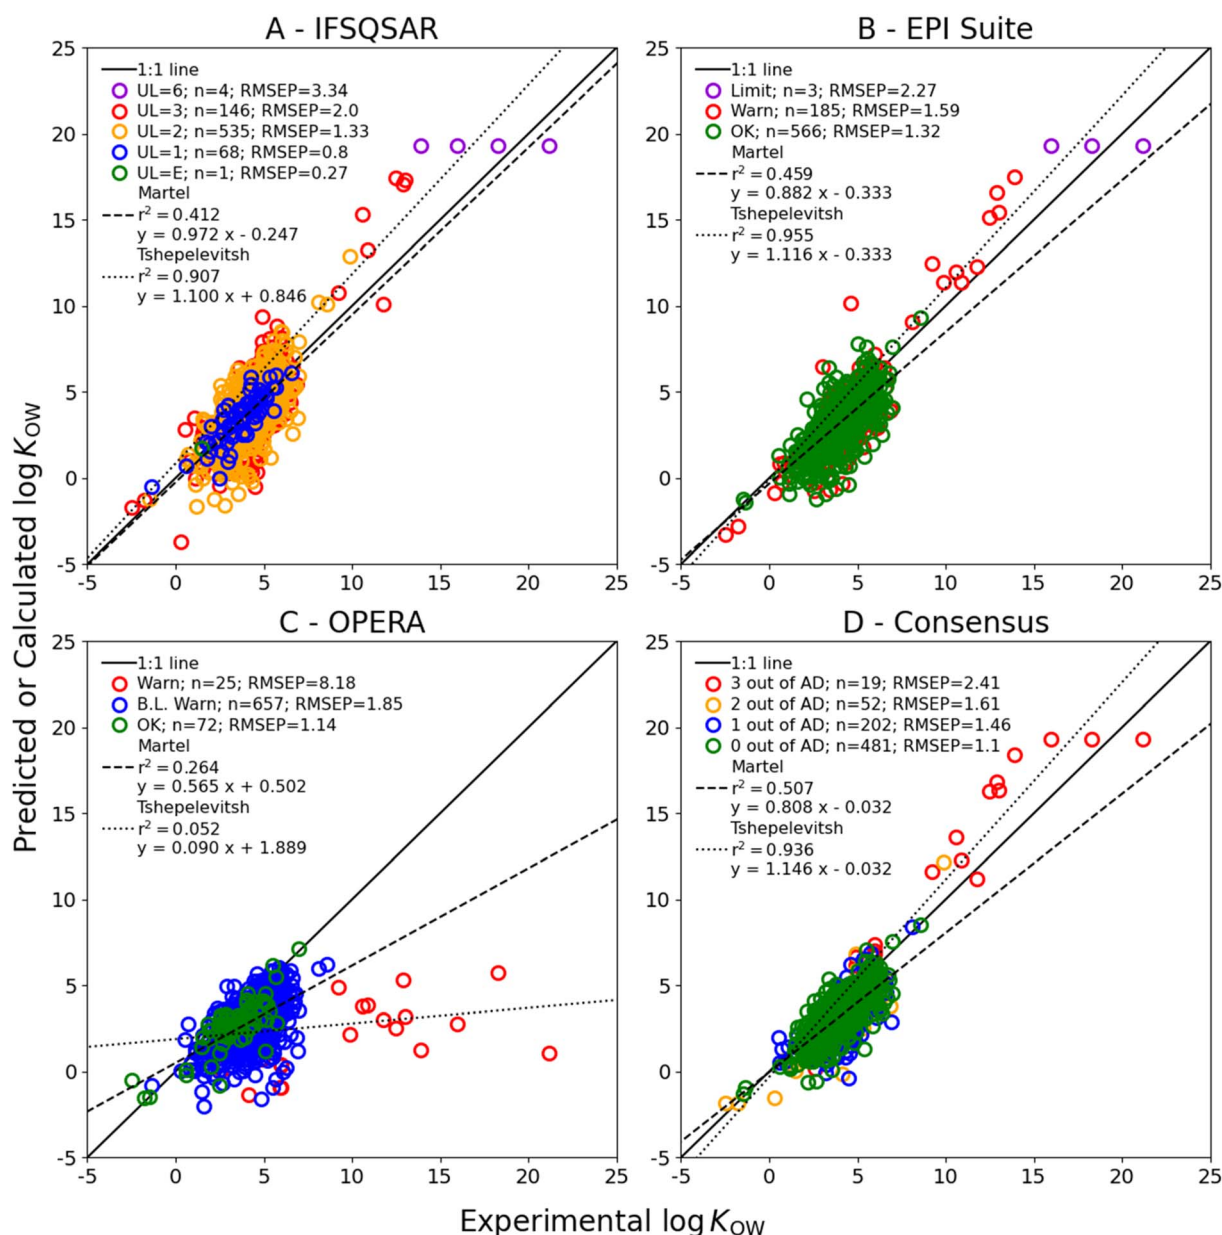 A - IFSQSAR
25
20
15
10
5
0
-5
-5 0 5 10 15 20 25
1:1 line
UL=6; n=4; RMSEP=3.34
UL=3; n=146; RMSEP=2.0
UL=2; n=535; RMSEP=1.33
UL=1; n=68; RMSEP=0.8
UL=E; n=1; RMSEP=0.27
Martel
r² = 0.412
y = 0.972 x - 0.247
Tshepelevitsh
r² = 0.907
y = 1.100 x + 0.846
B - EPI Suite
25
20
15
10
5
0
-5
-5 0 5 10 15 20 25
1:1 line
Limit; n=3; RMSEP=2.27
Warn; n=185; RMSEP=1.59
OK; n=566; RMSEP=1.32
Martel
r² = 0.459
y = 0.882 x - 0.333
Tshepelevitsh
r² = 0.955
y = 1.116 x - 0.333
C - OPERA
25
20
15
10
5
0
-5
-5 0 5 10 15 20 25
1:1 line
Warn; n=25; RMSEP=8.18
B.L. Warn; n=657; RMSEP=1.85
OK; n=72; RMSEP=1.14
Martel
r² = 0.264
y = 0.565 x + 0.502
Tshepelevitsh
r² = 0.052
y = 0.090 x + 1.889
D - Consensus
25
20
15
10
5
0
-5
-5 0 5 10 15 20 25
1:1 line
3 out of AD; n=19; RMSEP=2.41
2 out of AD; n=52; RMSEP=1.61
1 out of AD; n=202; RMSEP=1.46
0 out of AD; n=481; RMSEP=1.1
Martel
r² = 0.507
y = 0.808 x - 0.032
Tshepelevitsh
r² = 0.936
y = 1.146 x - 0.032
Predicted or Calculated log K_OW
Experimental log K_OW